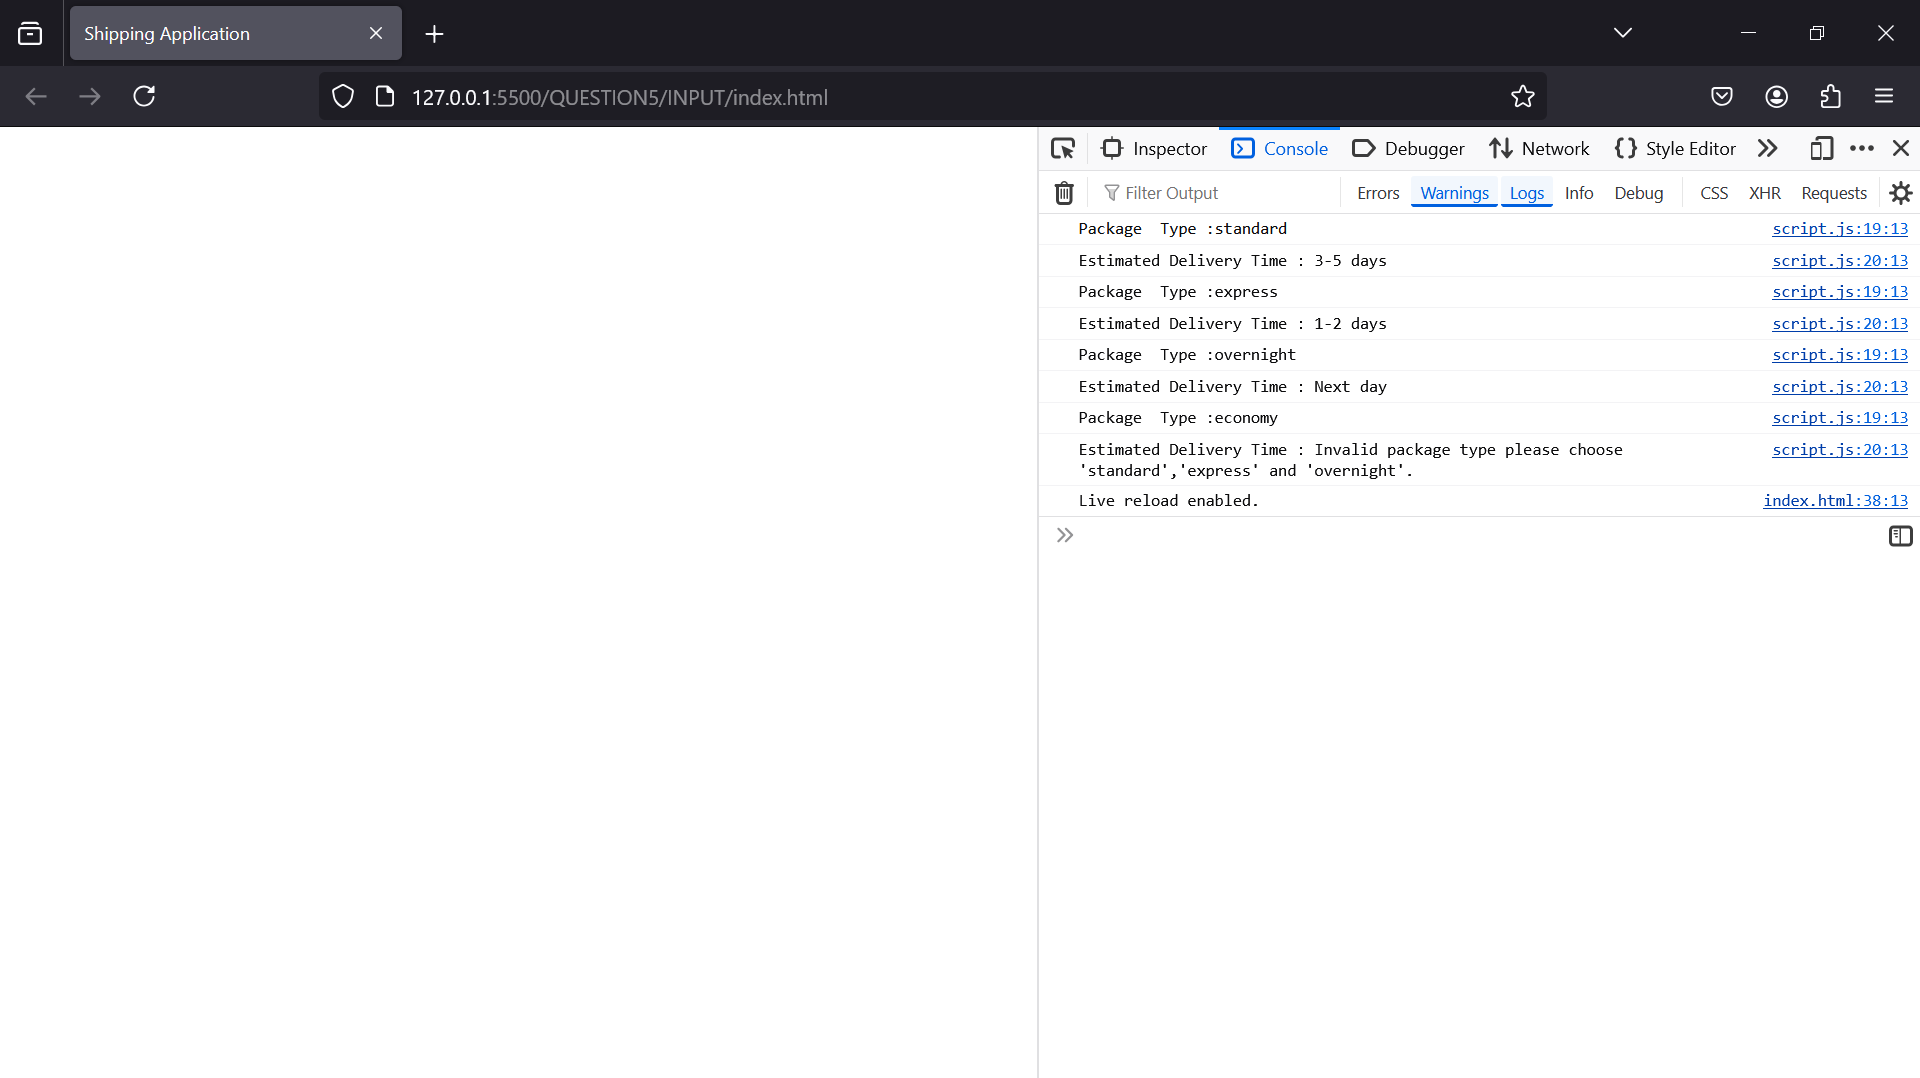 Shipping Application
127.0.0.1:5500/QUESTION5/INPUT/index.html
Inspector Console Debugger Network Style Editor
Filter Output Errors Warnings Logs Info Debug CSS XHR Requests
Package  Type :standard script.js:19:13
Estimated Delivery Time : 3-5 days script.js:20:13
Package  Type :express script.js:19:13
Estimated Delivery Time : 1-2 days script.js:20:13
Package  Type :overnight script.js:19:13
Estimated Delivery Time : Next day script.js:20:13
Package  Type :economy script.js:19:13
Estimated Delivery Time : Invalid package type please choose script.js:20:13
'standard','express' and 'overnight'.
Live reload enabled. index.html:38:13